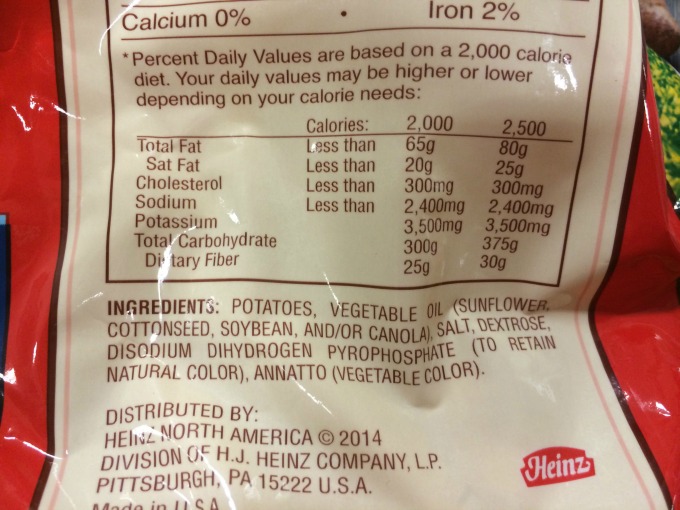 Calcium 0% • Iron 2%
*Percent Daily Values are based on a 2,000 calorie
diet. Your daily values may be higher or lower
depending on your calorie needs:
Calories: 2,000 2,500
Total Fat Less than 65g 80g
Sat Fat Less than 20g 25g
Cholesterol Less than 300mg 300mg
Sodium Less than 2,400mg 2,400mg
Potassium 3,500mg 3,500mg
Total Carbohydrate 300g 375g
Dietary Fiber 25g 30g
INGREDIENTS: POTATOES, VEGETABLE OIL (SUNFLOWER,
COTTONSEED, SOYBEAN, AND/OR CANOLA), SALT, DEXTROSE,
DISODIUM DIHYDROGEN PYROPHOSPHATE (TO RETAIN
NATURAL COLOR), ANNATTO (VEGETABLE COLOR).
DISTRIBUTED BY:
HEINZ NORTH AMERICA © 2014
DIVISION OF H.J. HEINZ COMPANY, L.P.
PITTSBURGH, PA 15222 U.S.A.
Heinz
Made in U.S.A.